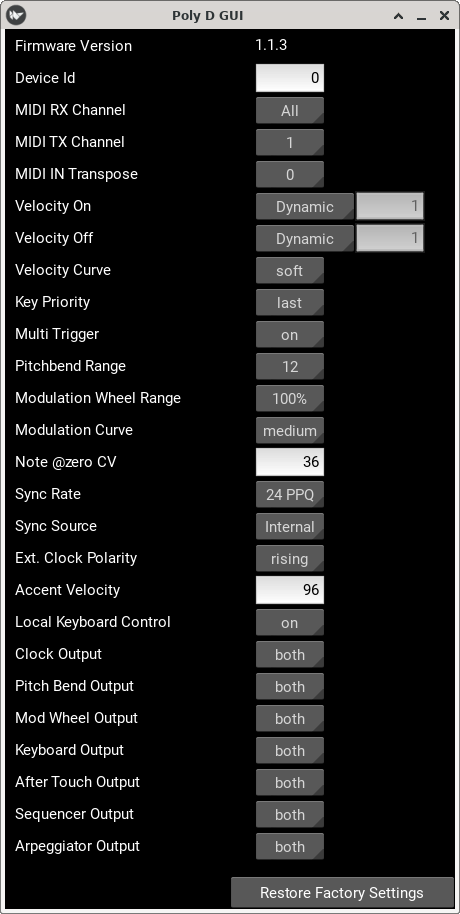 Poly D GUI
Firmware Version 1.1.3
Device Id 0
MIDI RX Channel All
MIDI TX Channel 1
MIDI IN Transpose 0
Velocity On Dynamic 1
Velocity Off Dynamic 1
Velocity Curve soft
Key Priority last
Multi Trigger on
Pitchbend Range 12
Modulation Wheel Range 100%
Modulation Curve medium
Note @zero CV 36
Sync Rate 24 PPQ
Sync Source Internal
Ext. Clock Polarity rising
Accent Velocity 96
Local Keyboard Control on
Clock Output both
Pitch Bend Output both
Mod Wheel Output both
Keyboard Output both
After Touch Output both
Sequencer Output both
Arpeggiator Output both
Restore Factory Settings